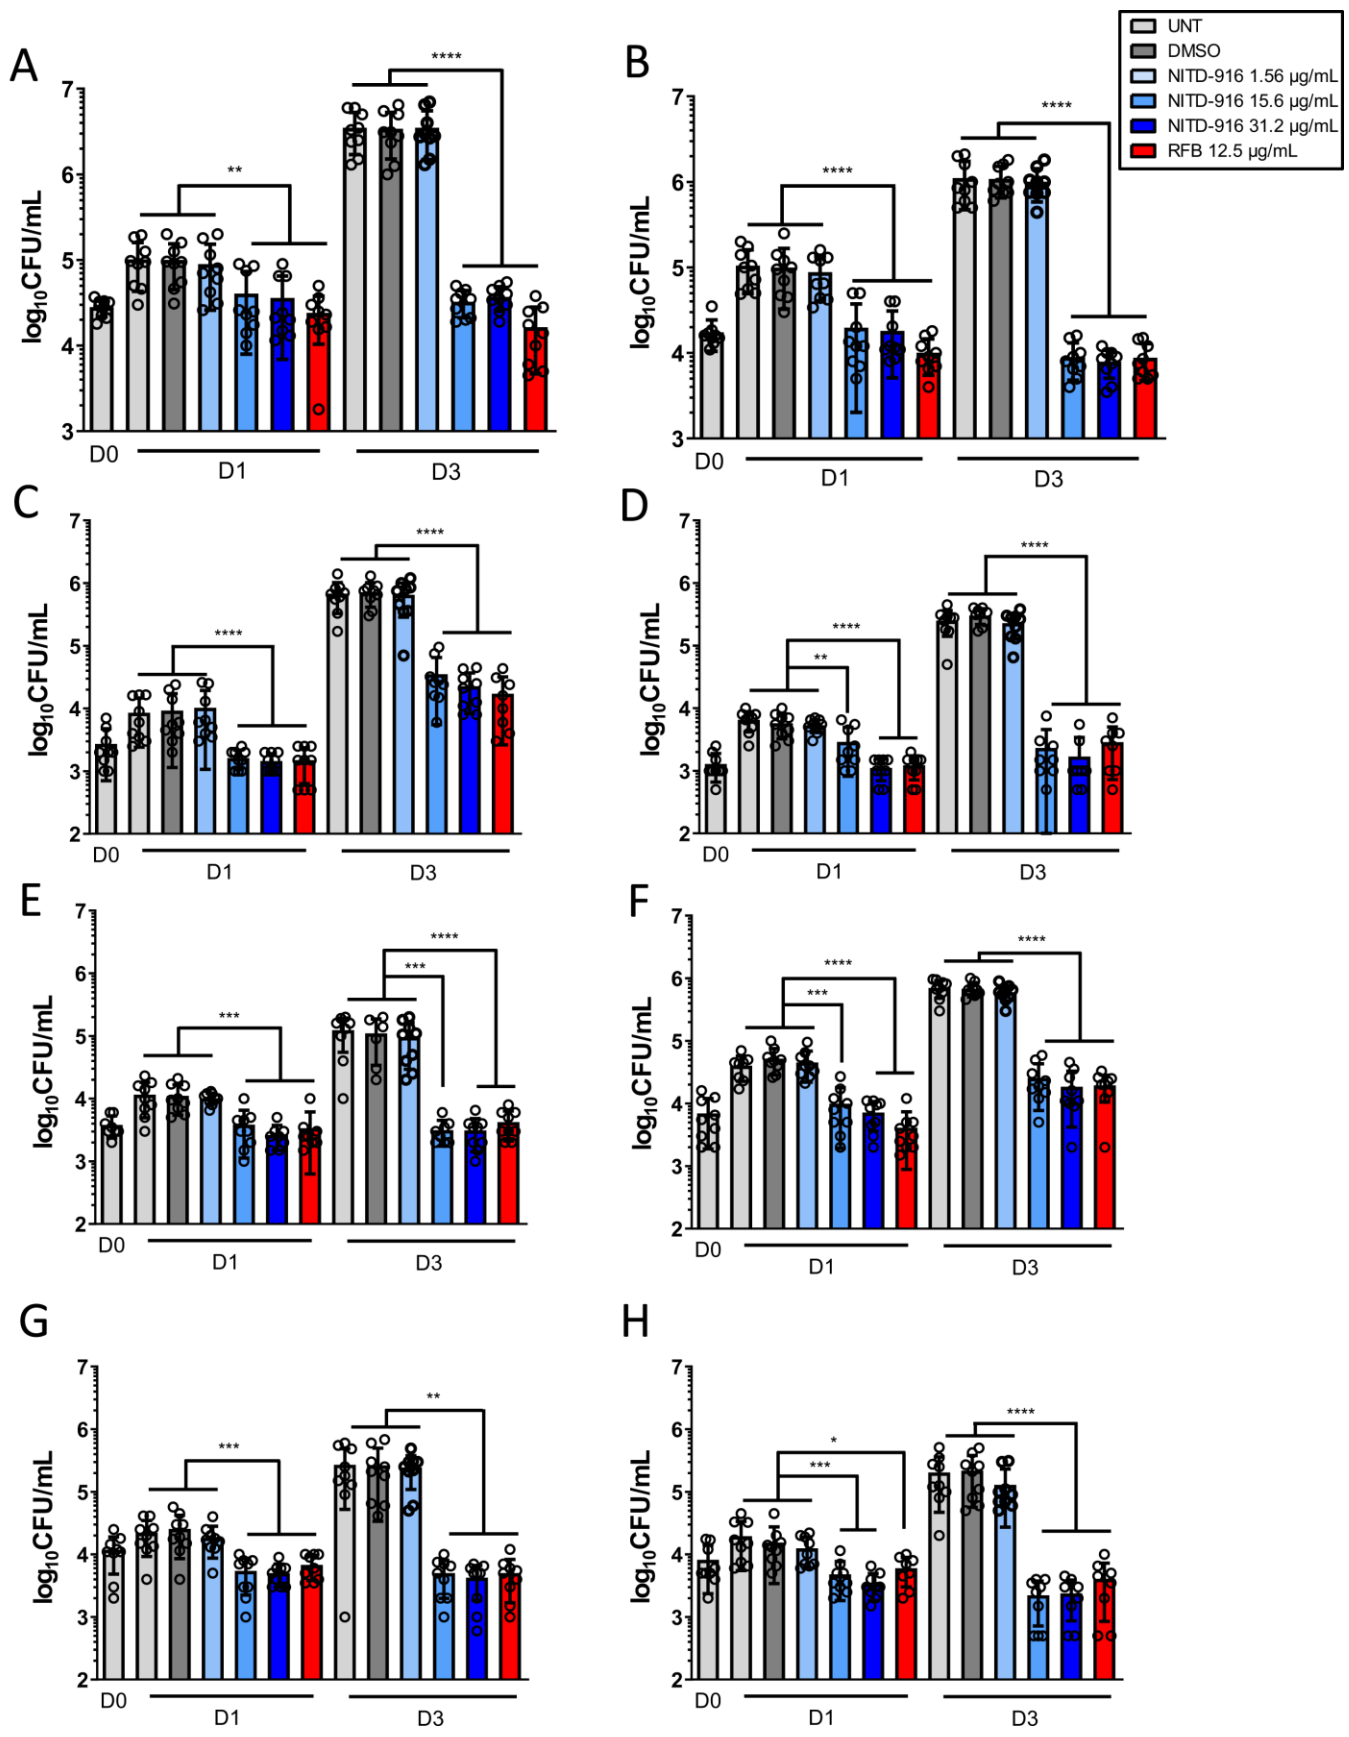 UNT
DMSO
NITD-916 1.56 µg/mL
NITD-916 15.6 µg/mL
NITD-916 31.2 µg/mL
RFB 12.5 µg/mL
A
log10CFU/mL
7
6
5
4
3
**
****
D0
D1
D3
B
log10CFU/mL
7
6
5
4
3
****
****
D0
D1
D3
C
log10CFU/mL
7
6
5
4
3
2
****
****
D0
D1
D3
D
log10CFU/mL
7
6
5
4
3
2
****
**
****
D0
D1
D3
E
log10CFU/mL
7
6
5
4
3
2
***
****
***
D0
D1
D3
F
log10CFU/mL
7
6
5
4
3
2
****
***
****
D0
D1
D3
G
log10CFU/mL
7
6
5
4
3
2
***
**
D0
D1
D3
H
log10CFU/mL
7
6
5
4
3
2
*
***
****
D0
D1
D3